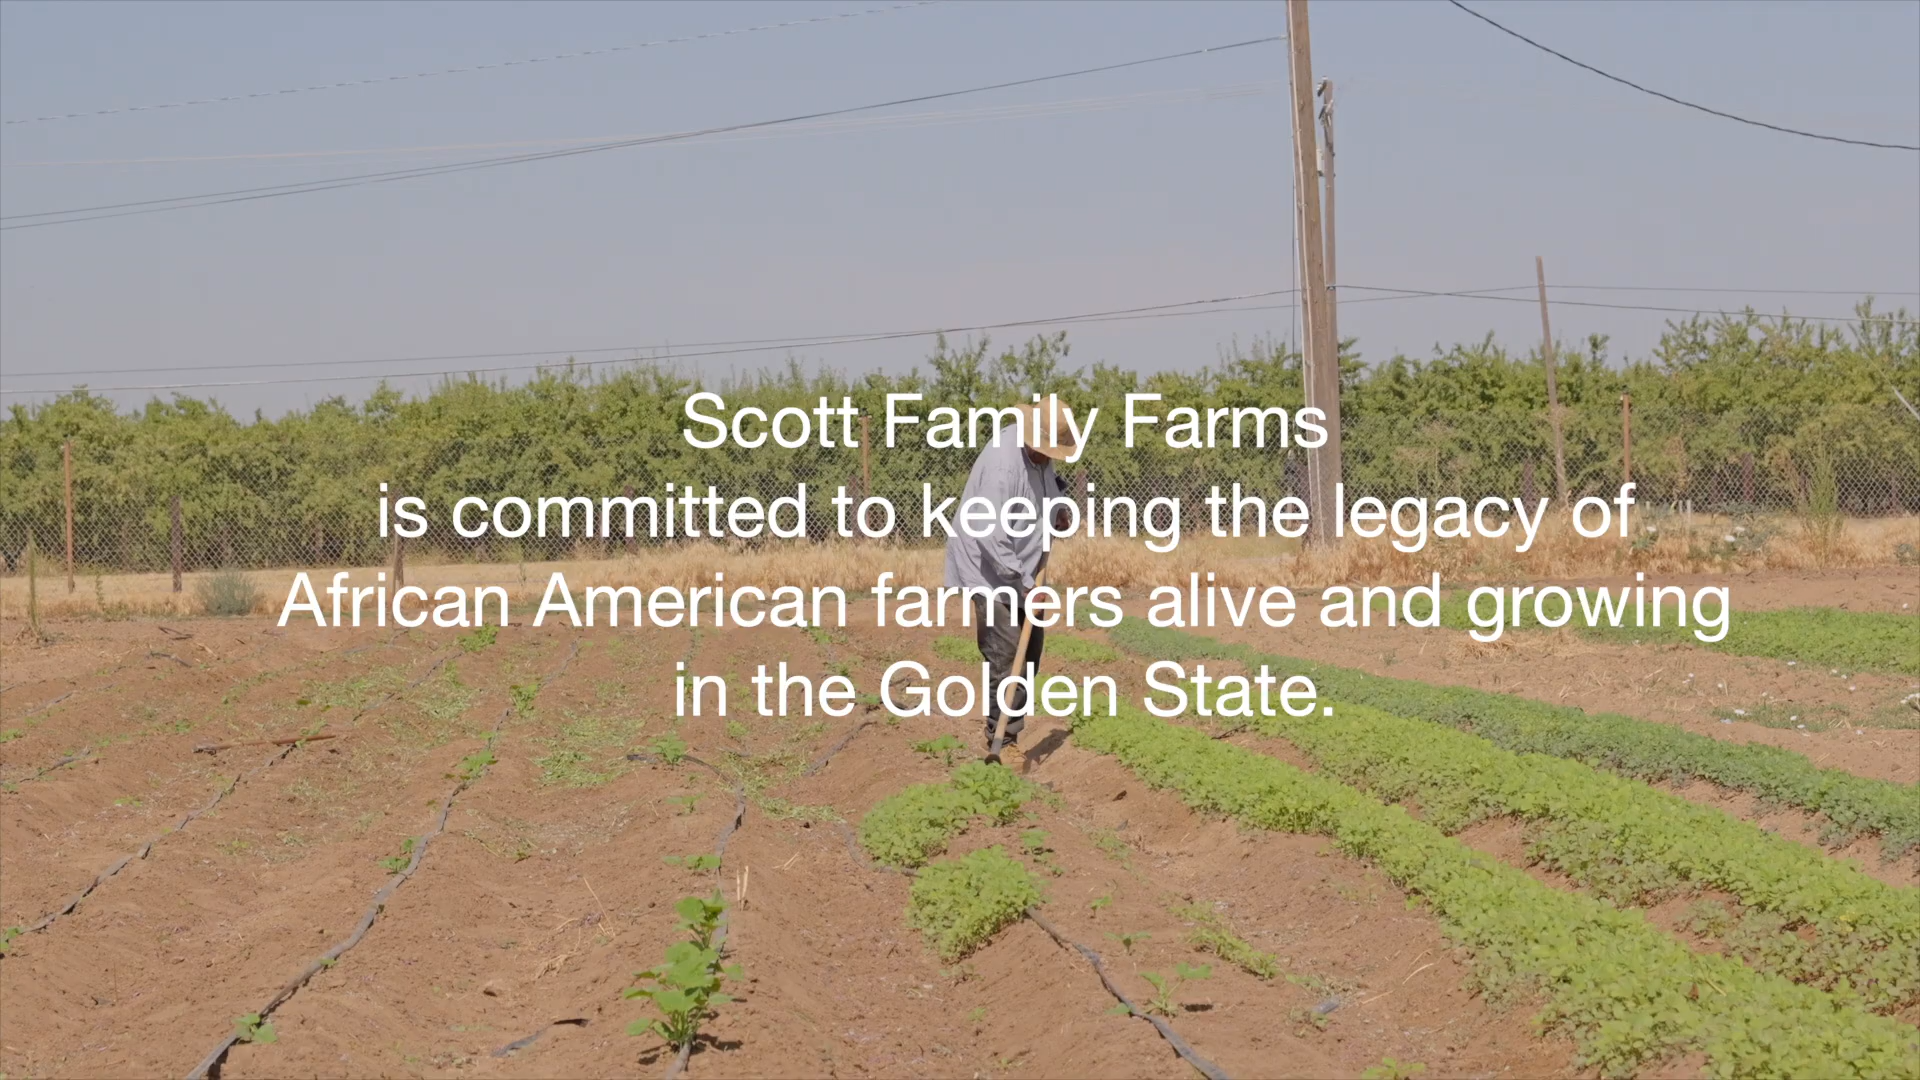 Scott Family Farms
is committed to keeping the legacy of
African American farmers alive and growing
in the Golden State.